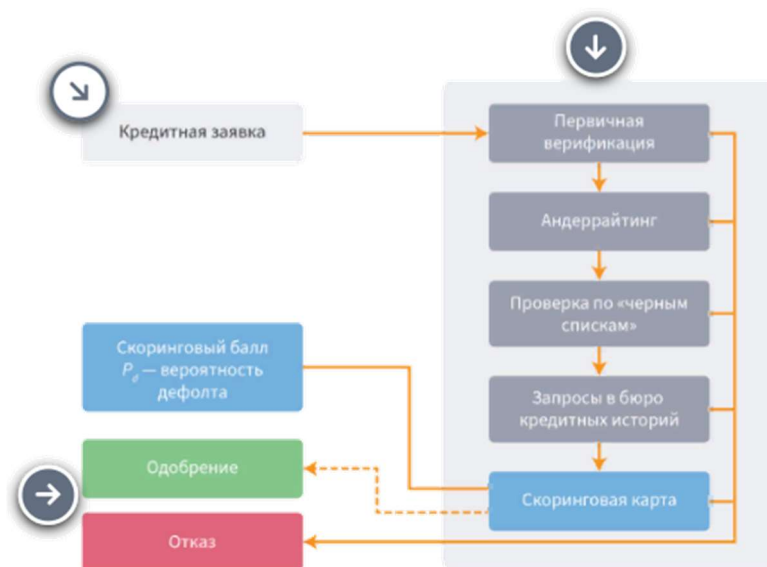 Кредитная заявка
Первичная
верификация
Андеррайтинг
Проверка по «черным
спискам»
Запросы в бюро
кредитных историй
Скоринговая карта
Скоринговый балл
P_d — вероятность
дефолта
Одобрение
Отказ